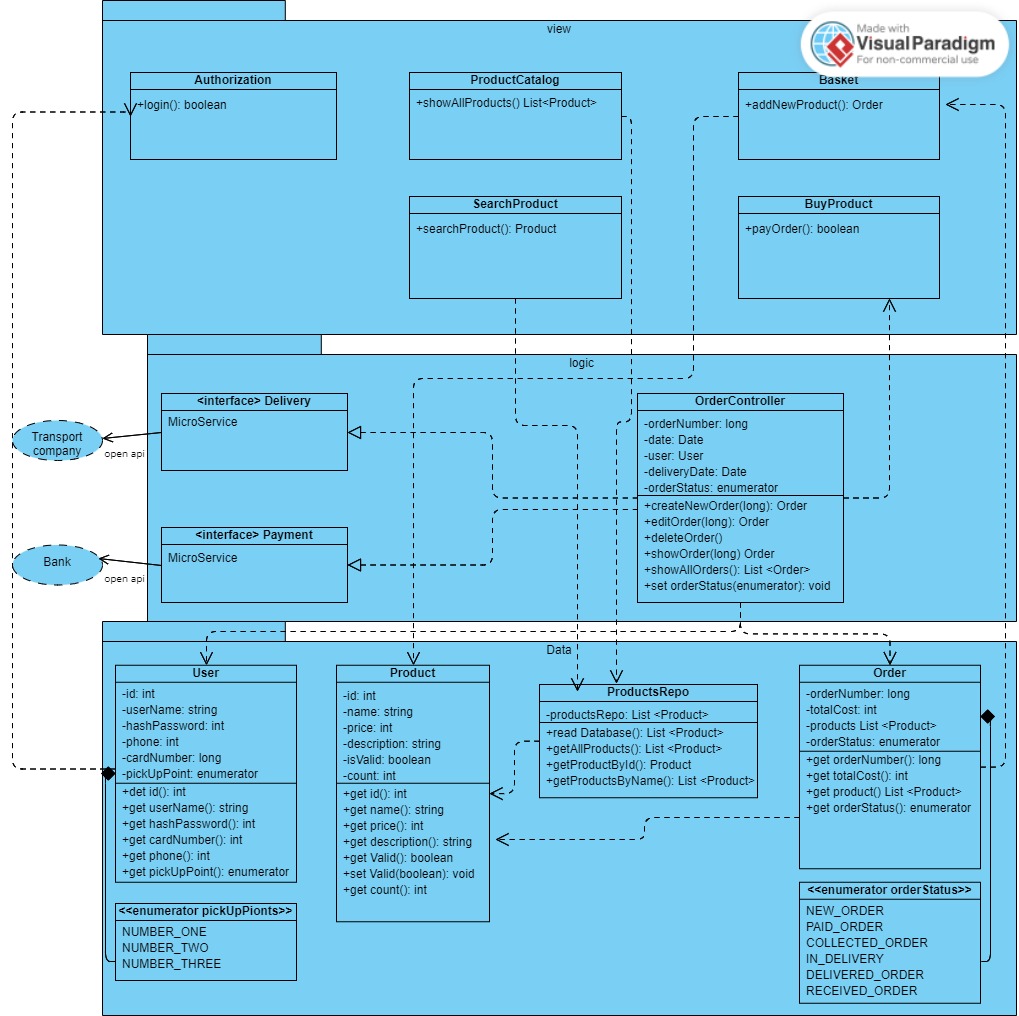 view
Made with
Visual Paradigm
For non-commercial use
Authorization
+login(): boolean
ProductCatalog
+showAllProducts() List<Product>
Basket
+addNewProduct(): Order
SearchProduct
+searchProduct(): Product
BuyProduct
+payOrder(): boolean
logic
<interface> Delivery
MicroService
Transport
company
open api
<interface> Payment
MicroService
Bank
open api
OrderController
-orderNumber: long
-date: Date
-user: User
-deliveryDate: Date
-orderStatus: enumerator
+createNewOrder(long): Order
+editOrder(long): Order
+deleteOrder()
+showOrder(long) Order
+showAllOrders(): List <Order>
+set orderStatus(enumerator): void
Data
User
-id: int
-userName: string
-hashPassword: int
-phone: int
-cardNumber: long
-pickUpPoint: enumerator
+det id(): int
+get userName(): string
+get hashPassword(): int
+get cardNumber(): int
+get phone(): int
+get pickUpPoint(): enumerator
<<enumerator pickUpPionts>>
NUMBER_ONE
NUMBER_TWO
NUMBER_THREE
Product
-id: int
-name: string
-price: int
-description: string
-isValid: boolean
-count: int
+get id(): int
+get name(): string
+get price(): int
+get description(): string
+get Valid(): boolean
+set Valid(boolean): void
+get count(): int
ProductsRepo
-productsRepo: List <Product>
+read Database(): List <Product>
+getAllProducts(): List <Product>
+getProductById(): Product
+getProductsByName(): List <Product>
Order
-orderNumber: long
-totalCost: int
-products List <Product>
-orderStatus: enumerator
+get orderNumber(): long
+get totalCost(): int
+get product() List <Product>
+get orderStatus(): enumerator
<<enumerator orderStatus>>
NEW_ORDER
PAID_ORDER
COLLECTED_ORDER
IN_DELIVERY
DELIVERED_ORDER
RECEIVED_ORDER